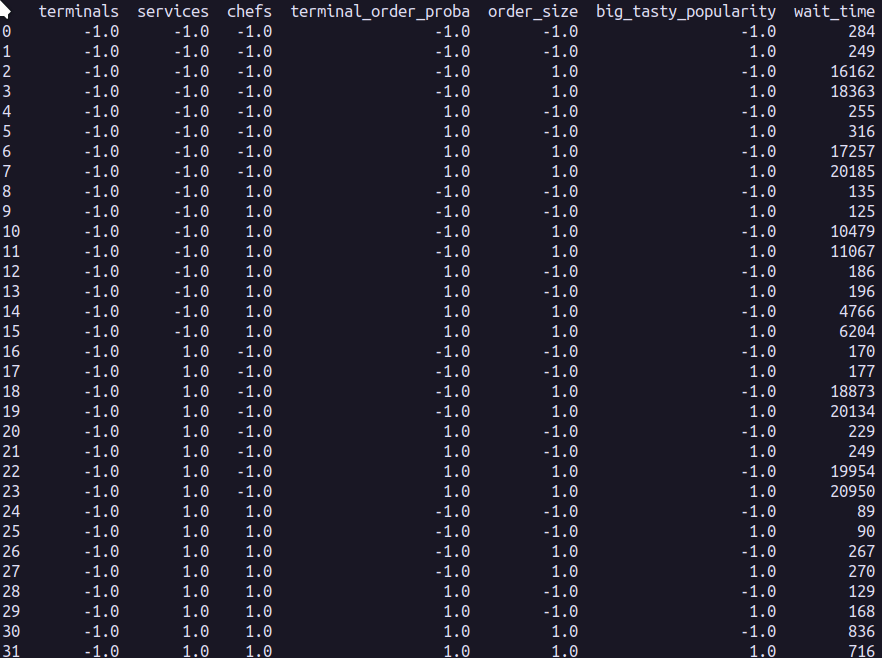 terminals services chefs terminal_order_proba order_size big_tasty_popularity wait_time
0 -1.0 -1.0 -1.0 -1.0 -1.0 -1.0 284
1 -1.0 -1.0 -1.0 -1.0 -1.0 1.0 249
2 -1.0 -1.0 -1.0 -1.0 1.0 -1.0 16162
3 -1.0 -1.0 -1.0 -1.0 1.0 1.0 18363
4 -1.0 -1.0 -1.0 1.0 -1.0 -1.0 255
5 -1.0 -1.0 -1.0 1.0 -1.0 1.0 316
6 -1.0 -1.0 -1.0 1.0 1.0 -1.0 17257
7 -1.0 -1.0 -1.0 1.0 1.0 1.0 20185
8 -1.0 -1.0 1.0 -1.0 -1.0 -1.0 135
9 -1.0 -1.0 1.0 -1.0 -1.0 1.0 125
10 -1.0 -1.0 1.0 -1.0 1.0 -1.0 10479
11 -1.0 -1.0 1.0 -1.0 1.0 1.0 11067
12 -1.0 -1.0 1.0 1.0 -1.0 -1.0 186
13 -1.0 -1.0 1.0 1.0 -1.0 1.0 196
14 -1.0 -1.0 1.0 1.0 1.0 -1.0 4766
15 -1.0 -1.0 1.0 1.0 1.0 1.0 6204
16 -1.0 1.0 -1.0 -1.0 -1.0 -1.0 170
17 -1.0 1.0 -1.0 -1.0 -1.0 1.0 177
18 -1.0 1.0 -1.0 -1.0 1.0 -1.0 18873
19 -1.0 1.0 -1.0 -1.0 1.0 1.0 20134
20 -1.0 1.0 -1.0 1.0 -1.0 -1.0 229
21 -1.0 1.0 -1.0 1.0 -1.0 1.0 249
22 -1.0 1.0 -1.0 1.0 1.0 -1.0 19954
23 -1.0 1.0 -1.0 1.0 1.0 1.0 20950
24 -1.0 1.0 1.0 -1.0 -1.0 -1.0 89
25 -1.0 1.0 1.0 -1.0 -1.0 1.0 90
26 -1.0 1.0 1.0 -1.0 1.0 -1.0 267
27 -1.0 1.0 1.0 -1.0 1.0 1.0 270
28 -1.0 1.0 1.0 1.0 -1.0 -1.0 129
29 -1.0 1.0 1.0 1.0 -1.0 1.0 168
30 -1.0 1.0 1.0 1.0 1.0 -1.0 836
31 -1.0 1.0 1.0 1.0 1.0 1.0 716